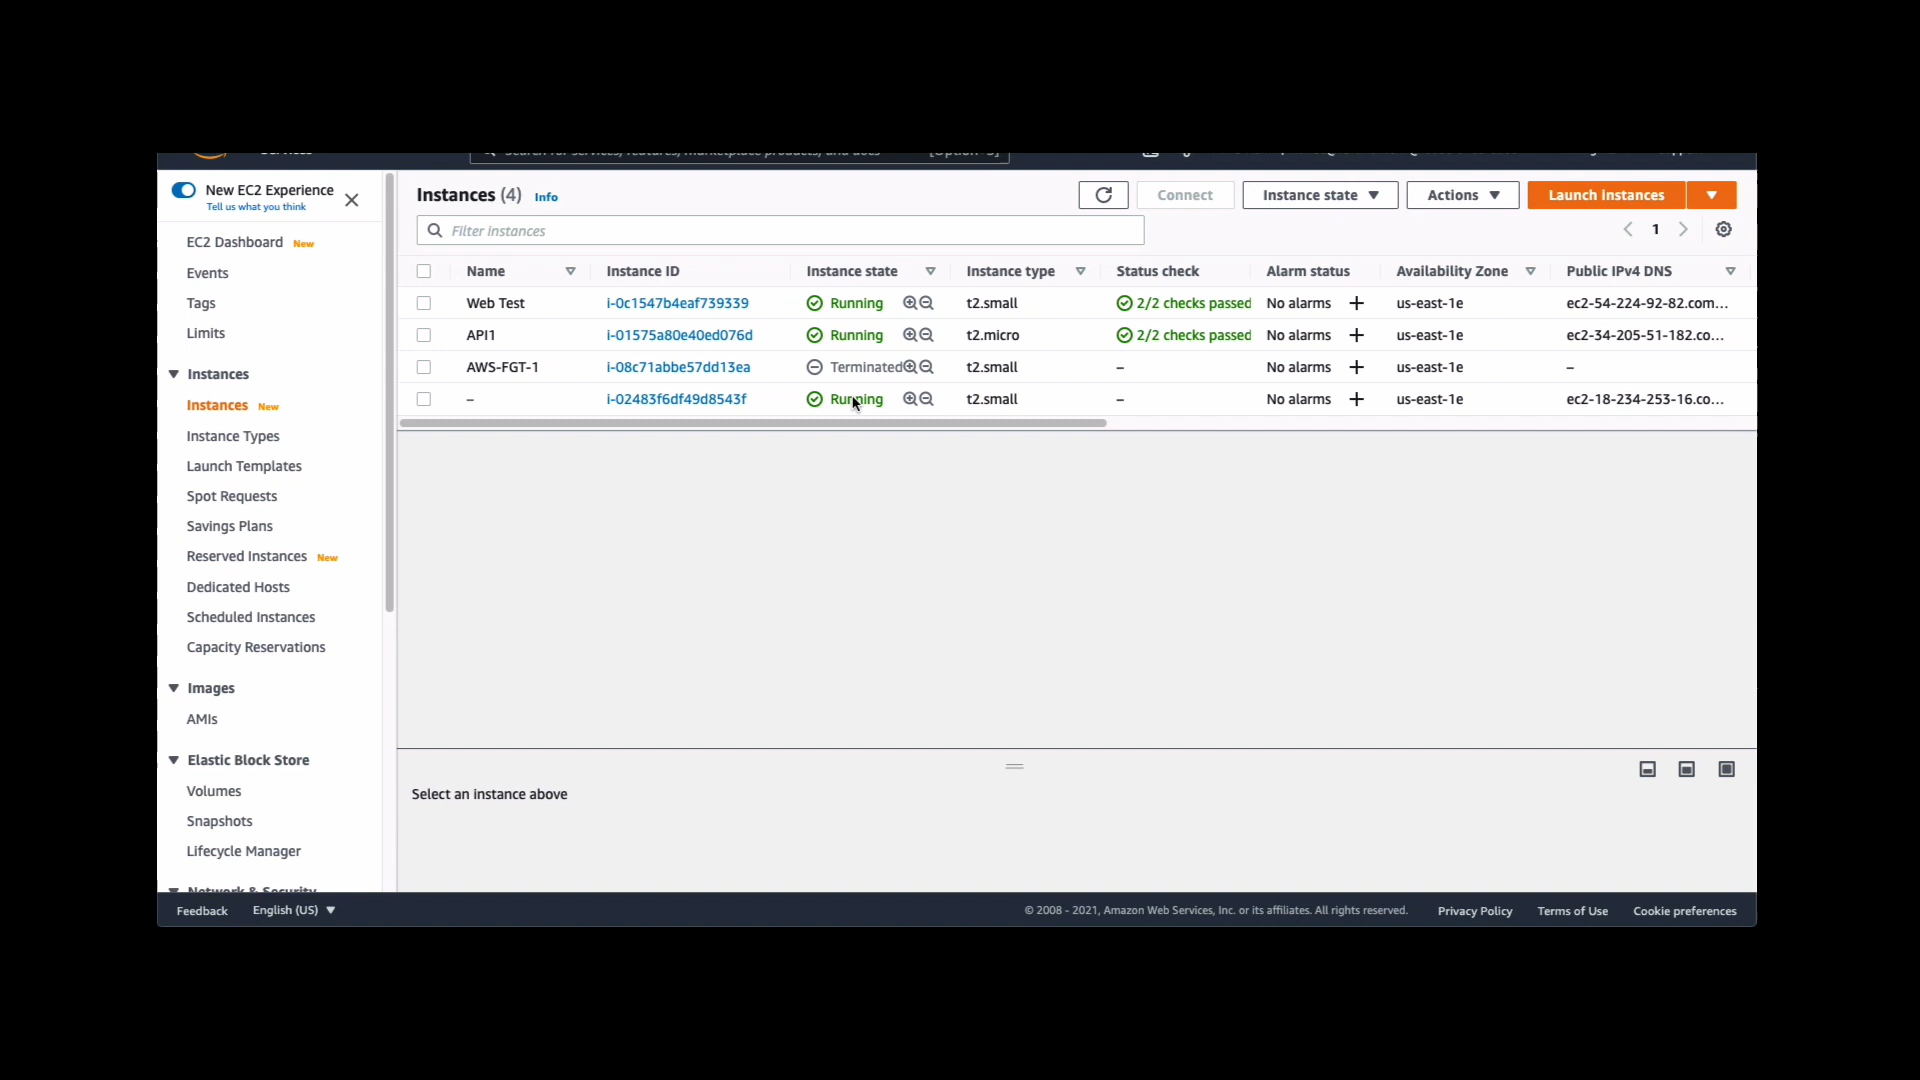 New EC2 Experience
Tell us what you think
EC2 Dashboard New
Events
Tags
Limits
Instances
Instances New
Instance Types
Launch Templates
Spot Requests
Savings Plans
Reserved Instances New
Dedicated Hosts
Scheduled Instances
Capacity Reservations
Images
AMIs
Elastic Block Store
Volumes
Snapshots
Lifecycle Manager
Network & Security
Instances (4) Info
Connect Instance state Actions Launch instances
Filter instances
1
Name Instance ID Instance state Instance type Status check Alarm status Availability Zone Public IPv4 DNS
Web Test i-0c1547b4eaf739339 Running t2.small 2/2 checks passed No alarms + us-east-1e ec2-54-224-92-82.com...
API1 i-01575a80e40ed076d Running t2.micro 2/2 checks passed No alarms + us-east-1e ec2-34-205-51-182.co...
AWS-FGT-1 i-08c71abbe57dd13ea Terminated t2.small – No alarms + us-east-1e –
– i-02483f6df49d8543f Running t2.small – No alarms + us-east-1e ec2-18-234-253-16.co...
Select an instance above
Feedback English (US) © 2008 - 2021, Amazon Web Services, Inc. or its affiliates. All rights reserved. Privacy Policy Terms of Use Cookie preferences